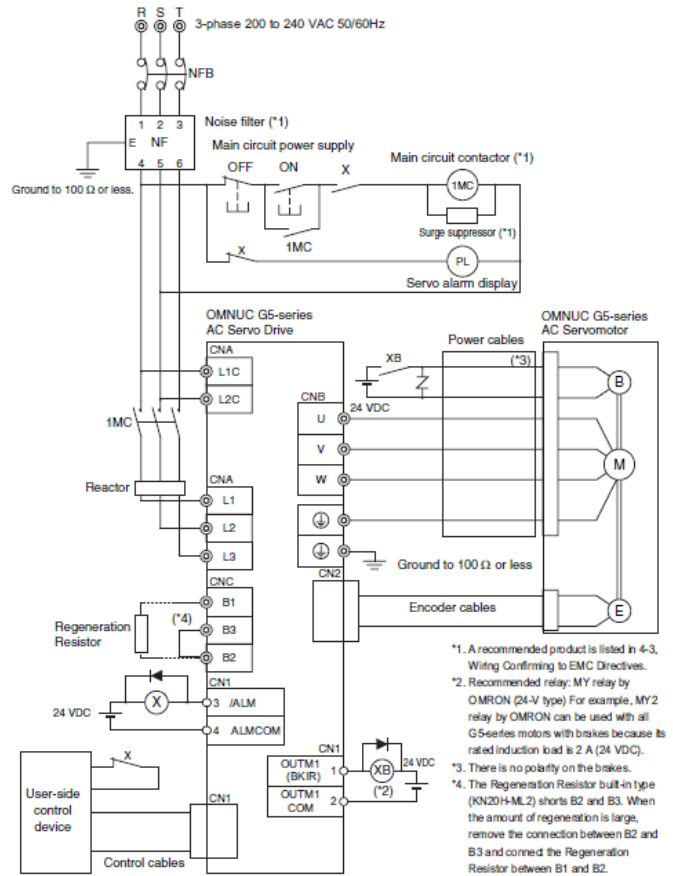 R S T
3-phase 200 to 240 VAC 50/60Hz
NFB
1 2 3
Noise filter (*1)
E NF
4 5 6
Main circuit power supply
OFF ON X
Main circuit contactor (*1)
1MC
Ground to 100 Ω or less.
Surge suppressor (*1)
1MC
X
PL
Servo alarm display
OMNUC G5-series
AC Servo Drive
OMNUC G5-series
AC Servomotor
Power cables
CNA
L1C
L2C
XB
(*3)
B
24 VDC
CNB
U
V
W
M
1MC
Reactor
CNA
L1
L2
L3
Ground to 100 Ω or less
CN2
Encoder cables
E
CNC
B1
(*4)
B3
B2
Regeneration
Resistor
CN1
X
3 /ALM
24 VDC
4 ALMCOM
CN1
OUTM1
(BKIR)
1
XB
24 VDC
(*2)
OUTM1
COM
2
X
User-side
control
device
CN1
Control cables
*1. A recommended product is listed in 4-3,
Wiring Confirming to EMC Directives.
*2. Recommended relay: MY relay by
OMRON (24-V type) For example, MY2
relay by OMRON can be used with all
G5-series motors with brakes because its
rated induction load is 2 A (24 VDC).
*3. There is no polarity on the brakes.
*4. The Regeneration Resistor built-in type
(KN20H-ML2) shorts B2 and B3. When
the amount of regeneration is large,
remove the connection between B2 and
B3 and connect the Regeneration
Resistor between B1 and B2.